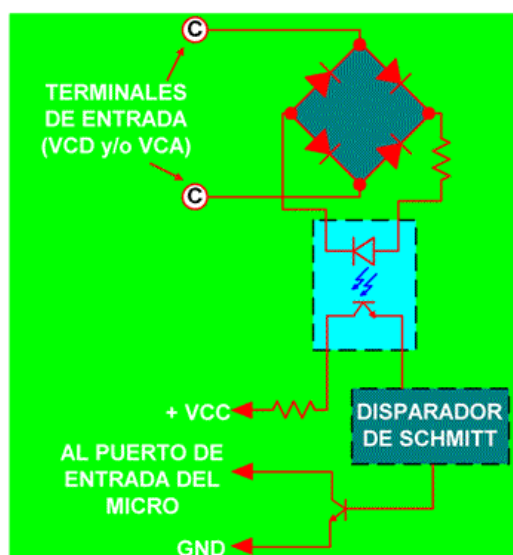 C
TERMINALES
DE ENTRADA
(VCD y/o VCA)
C
+ VCC
DISPARADOR
DE SCHMITT
AL PUERTO DE
ENTRADA DEL
MICRO
GND